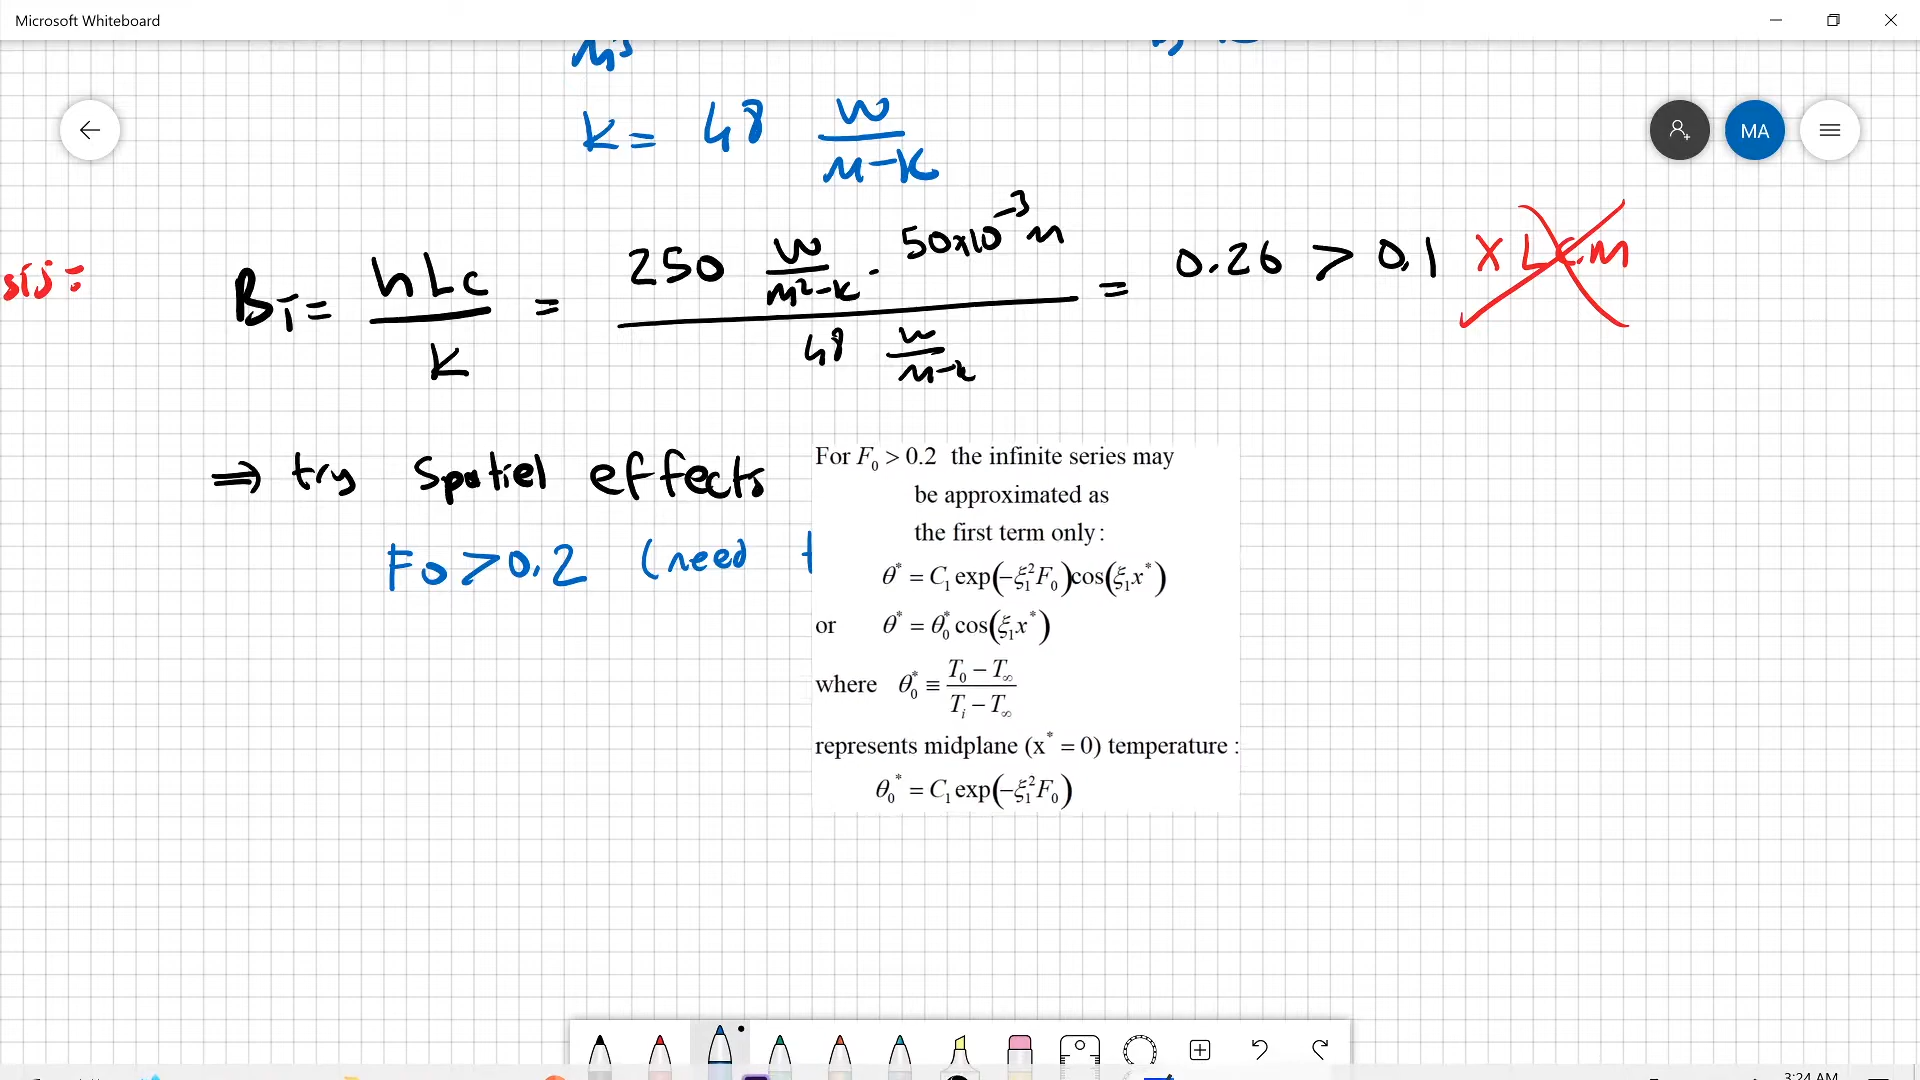 Microsoft Whiteboard
k = 48 W/m-K
MA
Bi = hLc/k = 250 W/m²-K · 50x10⁻³ m / 48 W/m-K = 0.26 > 0.1 X L.C.M
⇒ try Spatiel effects
Fo > 0.2 (need t
For F₀ > 0.2 the infinite series may
be approximated as
the first term only:
θ* = C₁ exp(−ξ₁²F₀)cos(ξ₁x*)
or θ* = θ₀* cos(ξ₁x*)
where θ₀* ≡ (T₀ − T∞)/(Tᵢ − T∞)
represents midplane (x* = 0) temperature :
θ₀* = C₁ exp(−ξ₁²F₀)
3:24 AM